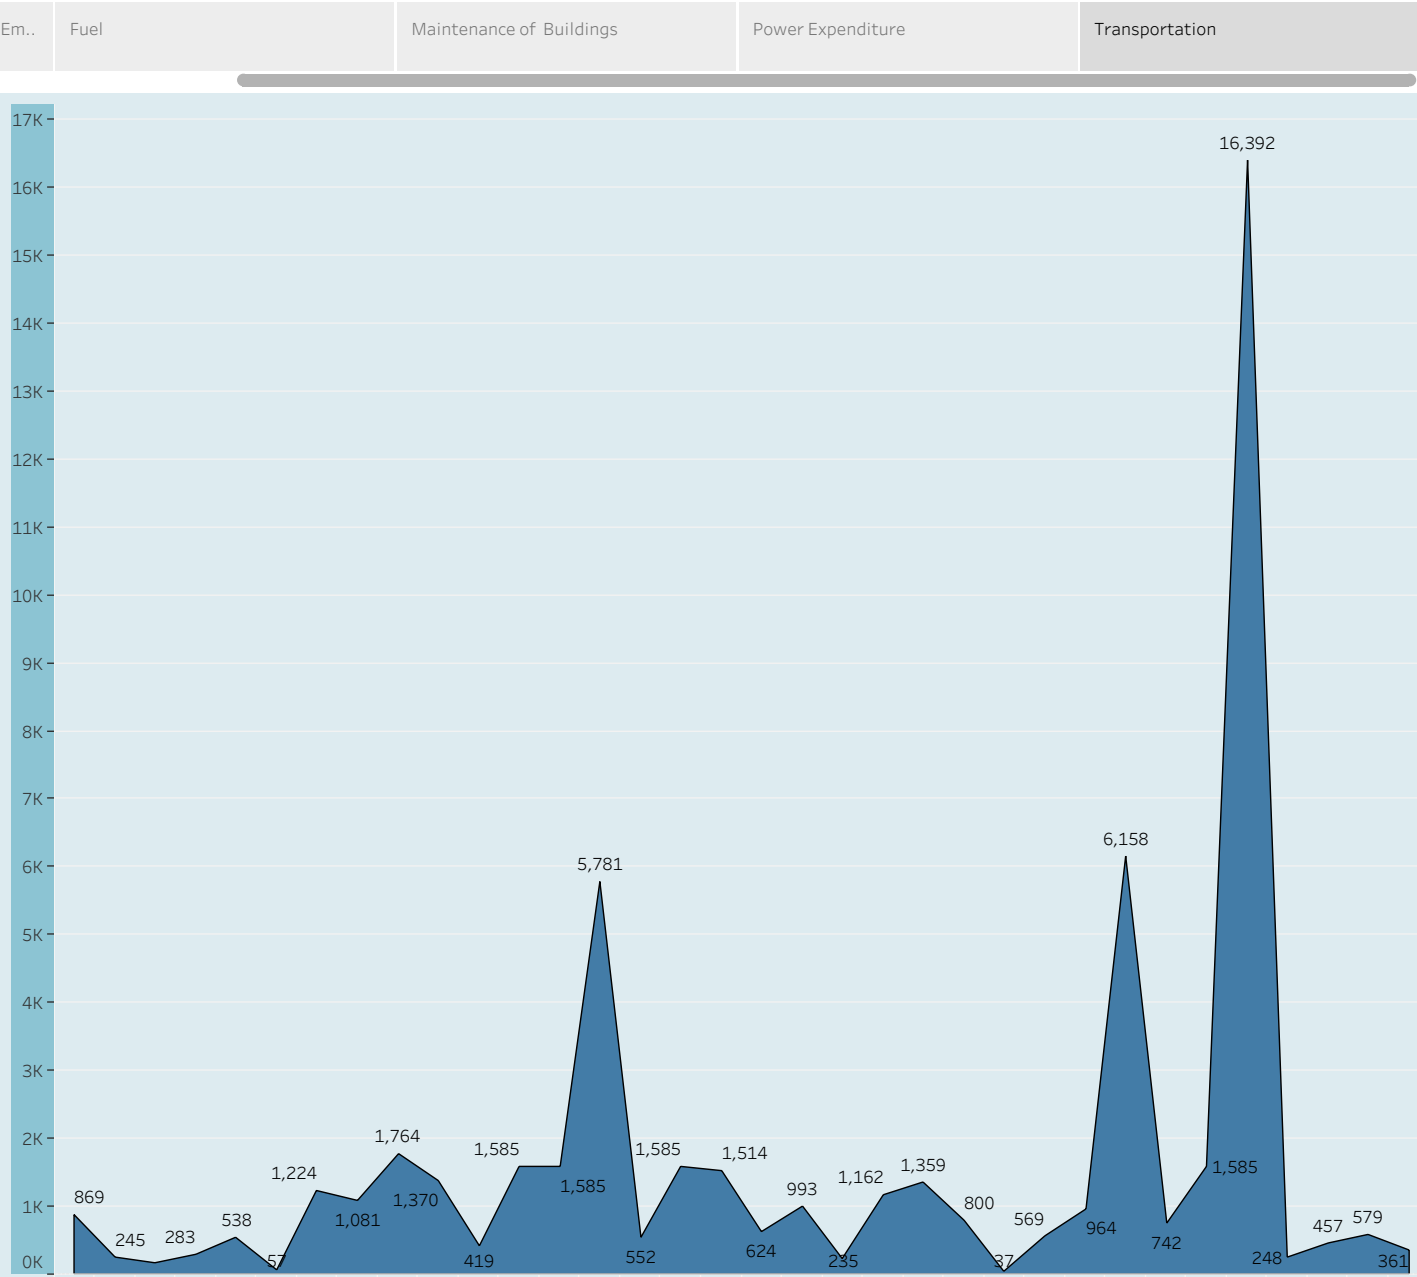 Em..
Fuel
Maintenance of Buildings
Power Expenditure
Transportation
17K
16,392
16K
15K
14K
13K
12K
11K
10K
9K
8K
7K
6,158
6K
5,781
5K
4K
3K
2K
1,764
1,585
1,585
1,514
1,224
1,162
1,359
1,585
869
1K
1,370
1,585
993
800
1,081
538
569
964
579
245
283
457
742
0K
57
419
552
624
235
37
248
361